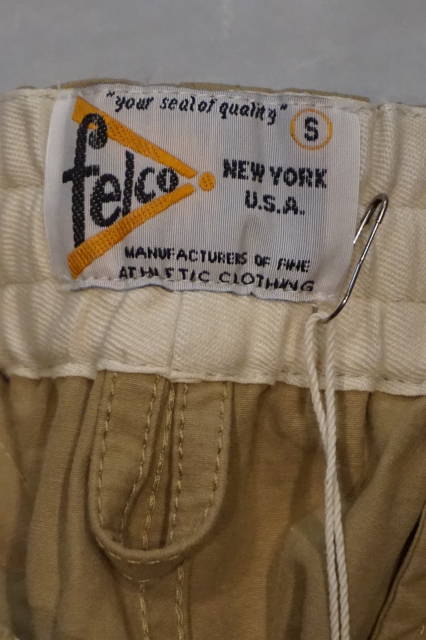 "your seal of quality"
S
felco
NEW YORK
U.S.A.
MANUFACTURERS OF FINE
ATHLETIC CLOTHING